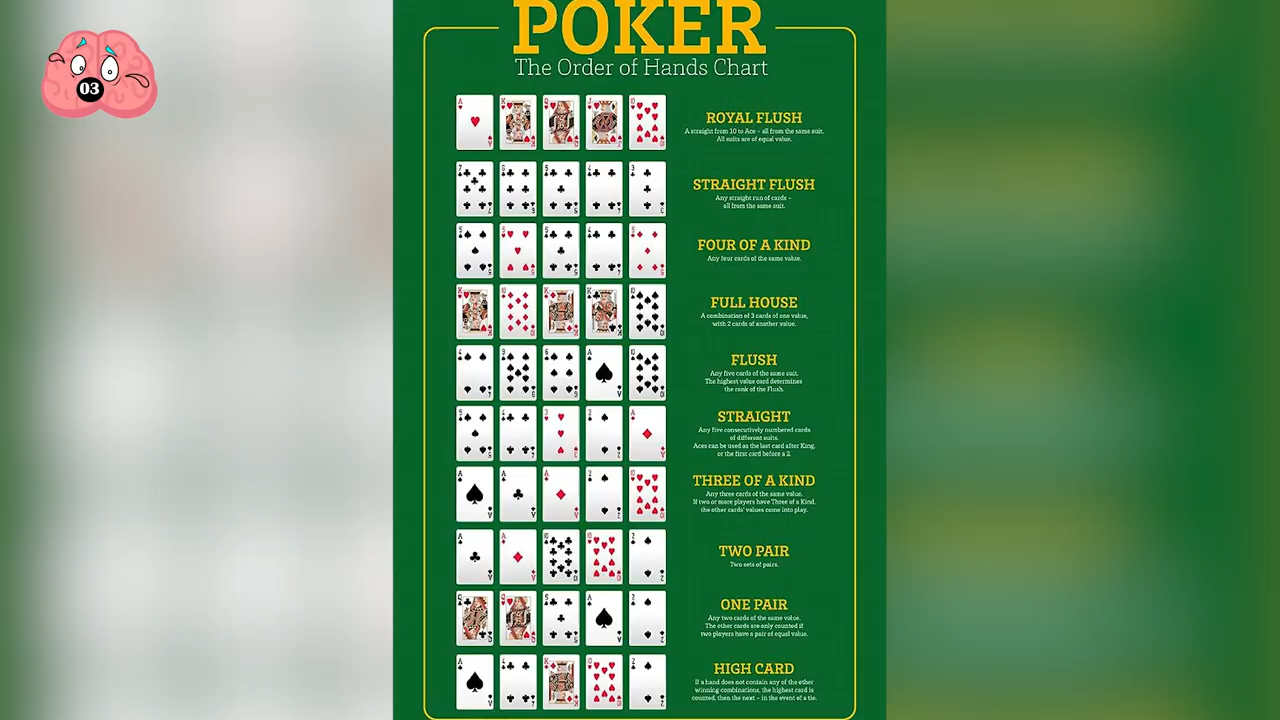 03
POKER
The Order of Hands Chart
ROYAL FLUSH
A straight from 10 to Ace – all from the same suit.
All suits are of equal value.
STRAIGHT FLUSH
Any straight run of cards –
all from the same suit.
FOUR OF A KIND
Any four cards of the same value.
FULL HOUSE
A combination of 3 cards of one value,
with 2 cards of another value.
FLUSH
Any five cards of the same suit.
The highest value card determines
the rank of the Flush.
STRAIGHT
Any five consecutively numbered cards
of different suits.
Aces can be used as the last card after King,
or the first card before a 2.
THREE OF A KIND
Any three cards of the same value.
If two or more players have Three of a Kind,
the other cards' values come into play.
TWO PAIR
Two sets of pairs.
ONE PAIR
Any two cards of the same value.
The other cards are only counted if
two players have a pair of equal value.
HIGH CARD
If a hand does not contain any of the other
winning combinations, the highest card is
counted, then the next – in the event of a tie.